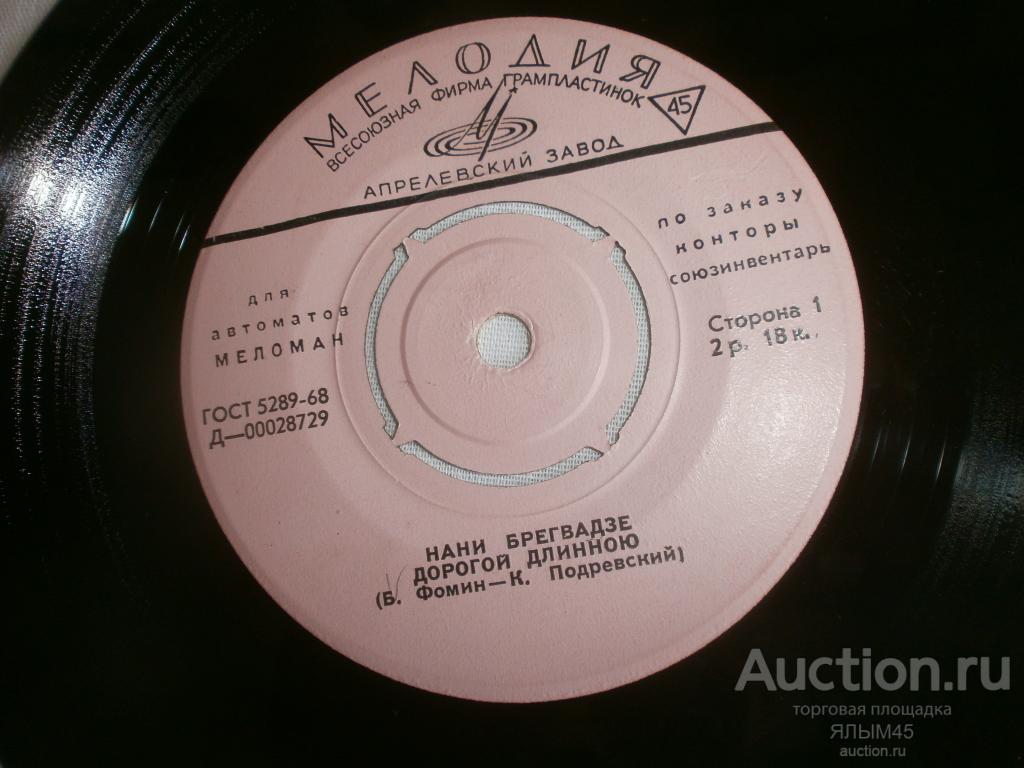 МЕЛОДИЯ
ВСЕСОЮЗНАЯ ФИРМА ГРАМПЛАСТИНОК
45
АПРЕЛЕВСКИЙ ЗАВОД
для
автоматов
МЕЛОМАН
по заказу
конторы
союзинвентарь
ГОСТ 5289-68
Д—00028729
Сторона 1
2 р. 18 к.
НАНИ БРЕГВАДЗЕ
ДОРОГОЙ ДЛИННОЮ
(Б. Фомин—К. Подревский)
Auction.ru
торговая площадка
ЯЛЫМ45
auction.ru